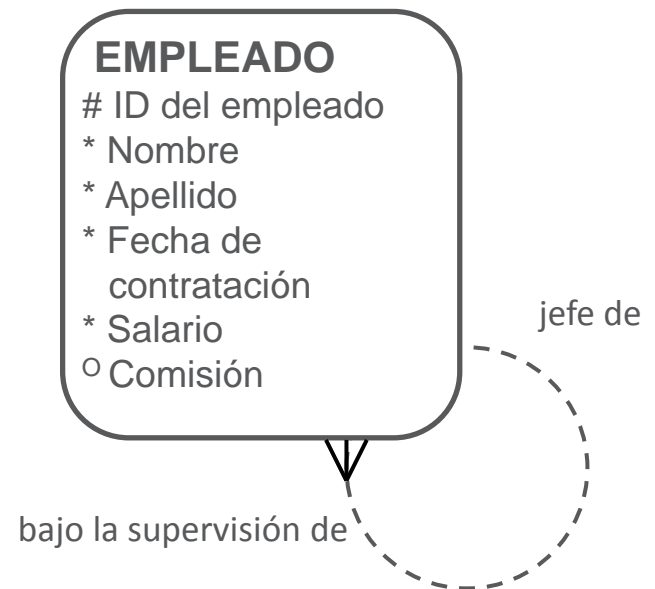 EMPLEADO
# ID del empleado
* Nombre
* Apellido
* Fecha de
contratación
* Salario
O Comisión
jefe de
bajo la supervisión de